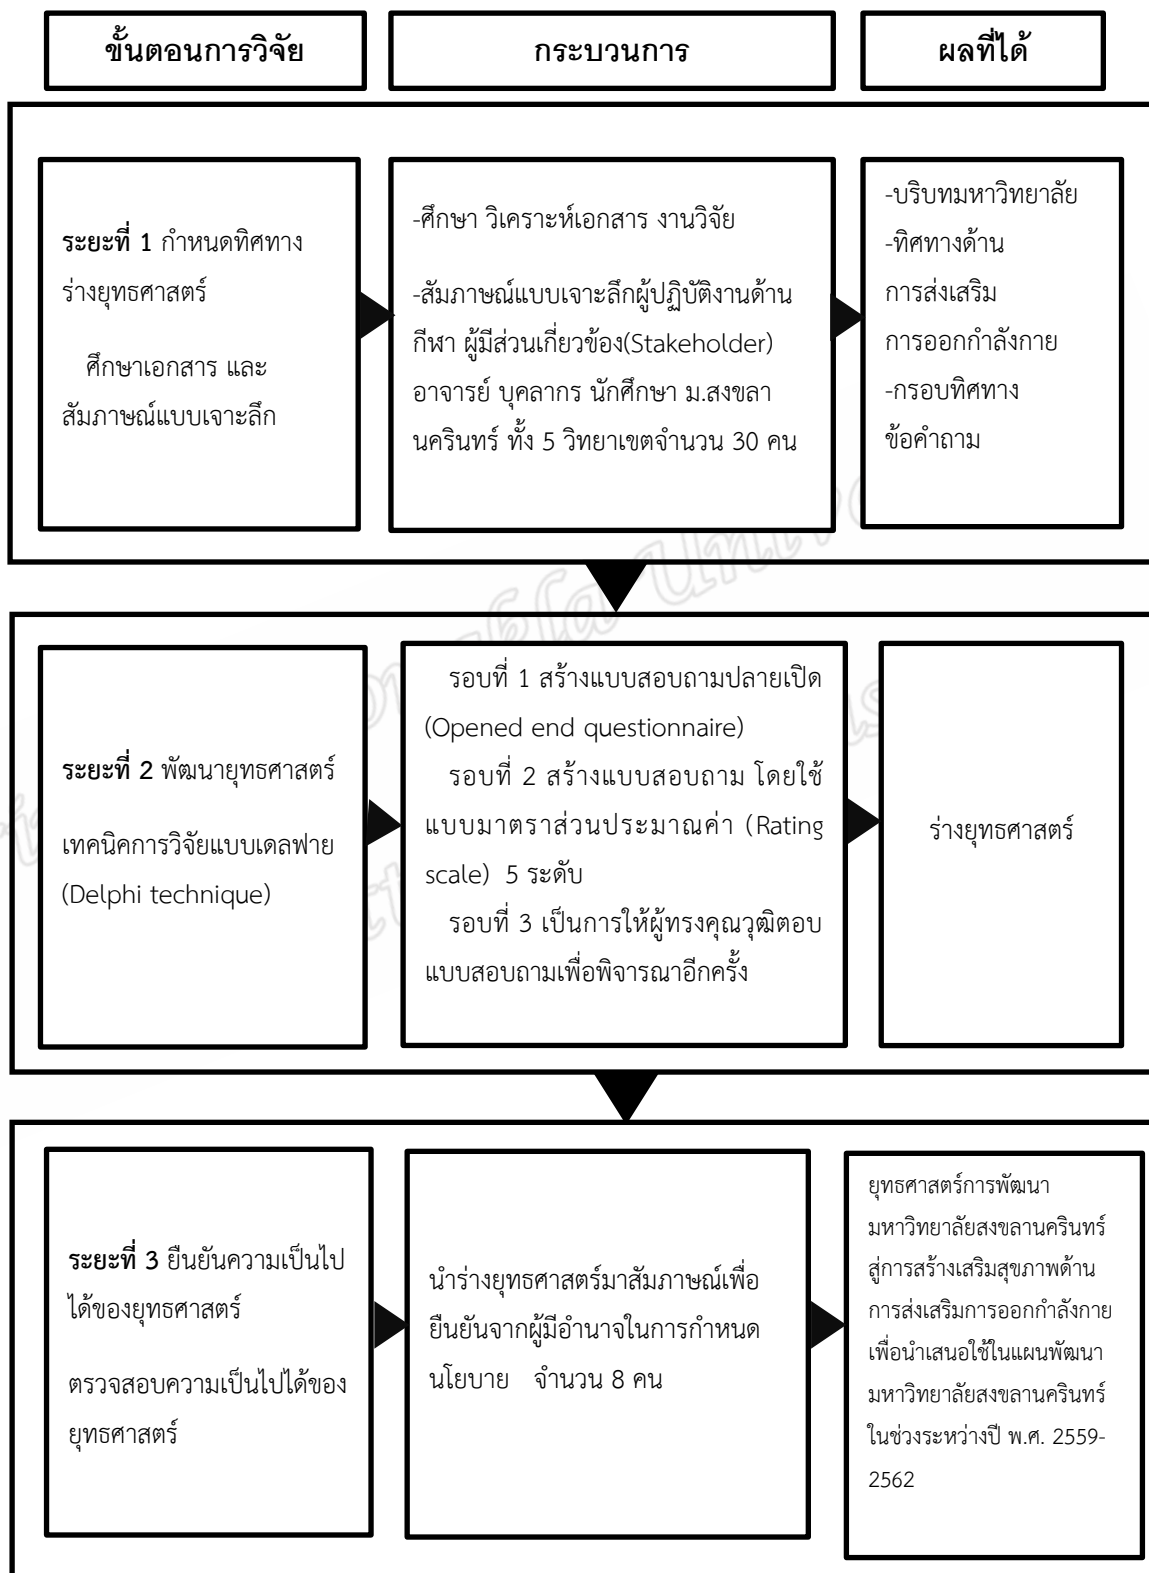 ขั้นตอนการวิจัย
กระบวนการ
ผลที่ได้
ระยะที่ 1 กำหนดทิศทาง
ร่างยุทธศาสตร์
ศึกษาเอกสาร และ
สัมภาษณ์แบบเจาะลึก
-ศึกษา วิเคราะห์เอกสาร งานวิจัย
-สัมภาษณ์แบบเจาะลึกผู้ปฏิบัติงานด้าน
กีฬา ผู้มีส่วนเกี่ยวข้อง(Stakeholder)
อาจารย์ บุคลากร นักศึกษา ม.สงขลา
นครินทร์ ทั้ง 5 วิทยาเขตจำนวน 30 คน
-บริบทมหาวิทยาลัย
-ทิศทางด้าน
การส่งเสริม
การออกกำลังกาย
-กรอบทิศทาง
ข้อคำถาม
ระยะที่ 2 พัฒนายุทธศาสตร์
เทคนิคการวิจัยแบบเดลฟาย
(Delphi technique)
รอบที่ 1 สร้างแบบสอบถามปลายเปิด
(Opened end questionnaire)
รอบที่ 2 สร้างแบบสอบถาม โดยใช้
แบบมาตราส่วนประมาณค่า (Rating
scale) 5 ระดับ
รอบที่ 3 เป็นการให้ผู้ทรงคุณวุฒิตอบ
แบบสอบถามเพื่อพิจารณาอีกครั้ง
ร่างยุทธศาสตร์
ระยะที่ 3 ยืนยันความเป็นไป
ได้ของยุทธศาสตร์
ตรวจสอบความเป็นไปได้ของ
ยุทธศาสตร์
นำร่างยุทธศาสตร์มาสัมภาษณ์เพื่อ
ยืนยันจากผู้มีอำนาจในการกำหนด
นโยบาย จำนวน 8 คน
ยุทธศาสตร์การพัฒนา
มหาวิทยาลัยสงขลานครินทร์
สู่การสร้างเสริมสุขภาพด้าน
การส่งเสริมการออกกำลังกาย
เพื่อนำเสนอใช้ในแผนพัฒนา
มหาวิทยาลัยสงขลานครินทร์
ในช่วงระหว่างปี พ.ศ. 2559-
2562